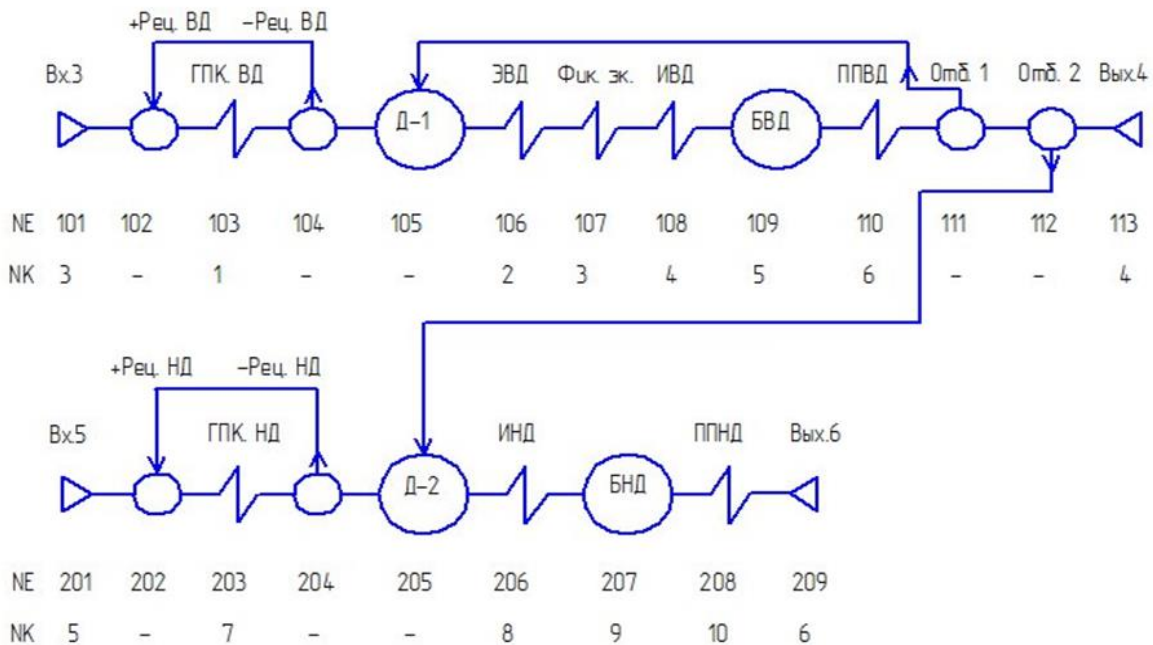 +Рец. ВД –Рец. ВД
Вх.3 ГПК. ВД ЭВД Фик. эк. ИВД ППВД Отб. 1 Отб. 2 Вых.4
Д-1 БВД
NE 101 102 103 104 105 106 107 108 109 110 111 112 113
NK 3 – 1 – – 2 3 4 5 6 – – 4
+Рец. НД –Рец. НД
Вх.5 ГПК. НД ИНД ППНД Вых.6
Д-2 БНД
NE 201 202 203 204 205 206 207 208 209
NK 5 – 7 – – 8 9 10 6